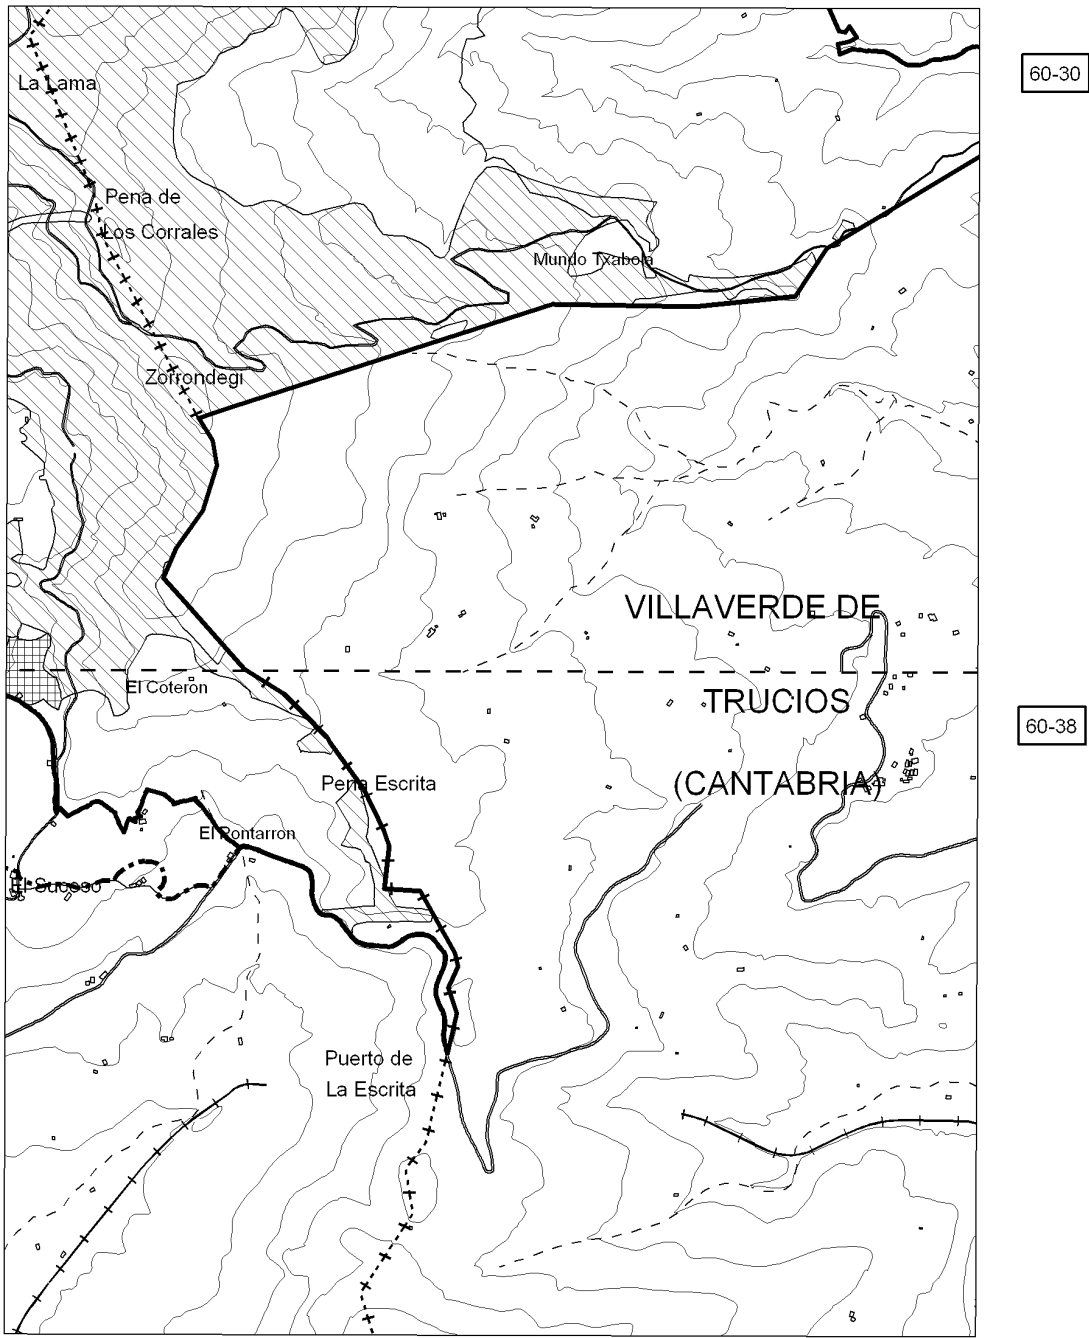 60-30
La Lama
Pena de
Los Corrales
Mundo Txabola
Zorrondegi
VILLAVERDE DE
El Coteron
TRUCIOS
60-38
Pena Escrita
(CANTABRIA)
El Pontarron
El Suceso
Puerto de
La Escrita